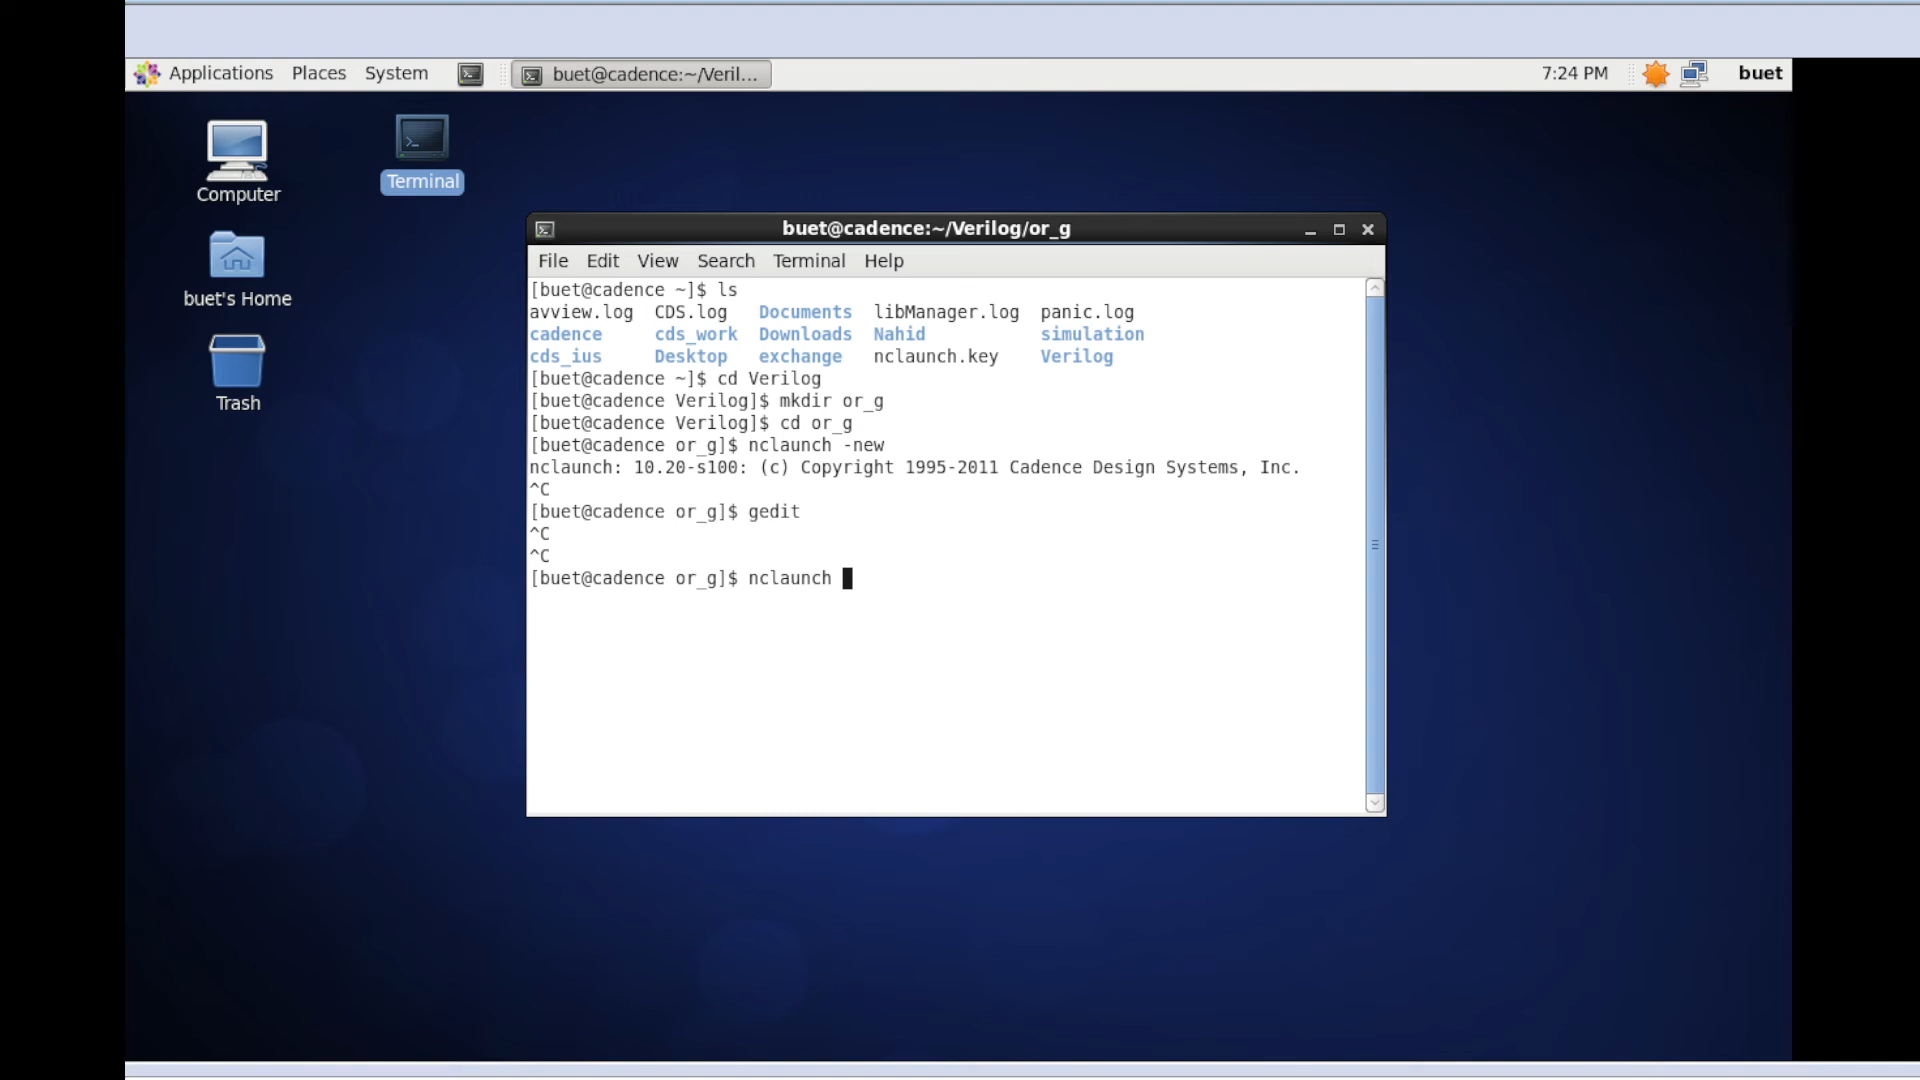 Applications Places System buet@cadence:~/Veril... 7:24 PM buet
Computer
Terminal
buet's Home
Trash
buet@cadence:~/Verilog/or_g
File Edit View Search Terminal Help
[buet@cadence ~]$ ls
avview.log CDS.log Documents libManager.log panic.log
cadence cds_work Downloads Nahid simulation
cds_ius Desktop exchange nclaunch.key Verilog
[buet@cadence ~]$ cd Verilog
[buet@cadence Verilog]$ mkdir or_g
[buet@cadence Verilog]$ cd or_g
[buet@cadence or_g]$ nclaunch -new
nclaunch: 10.20-s100: (c) Copyright 1995-2011 Cadence Design Systems, Inc.
^C
[buet@cadence or_g]$ gedit
^C
^C
[buet@cadence or_g]$ nclaunch